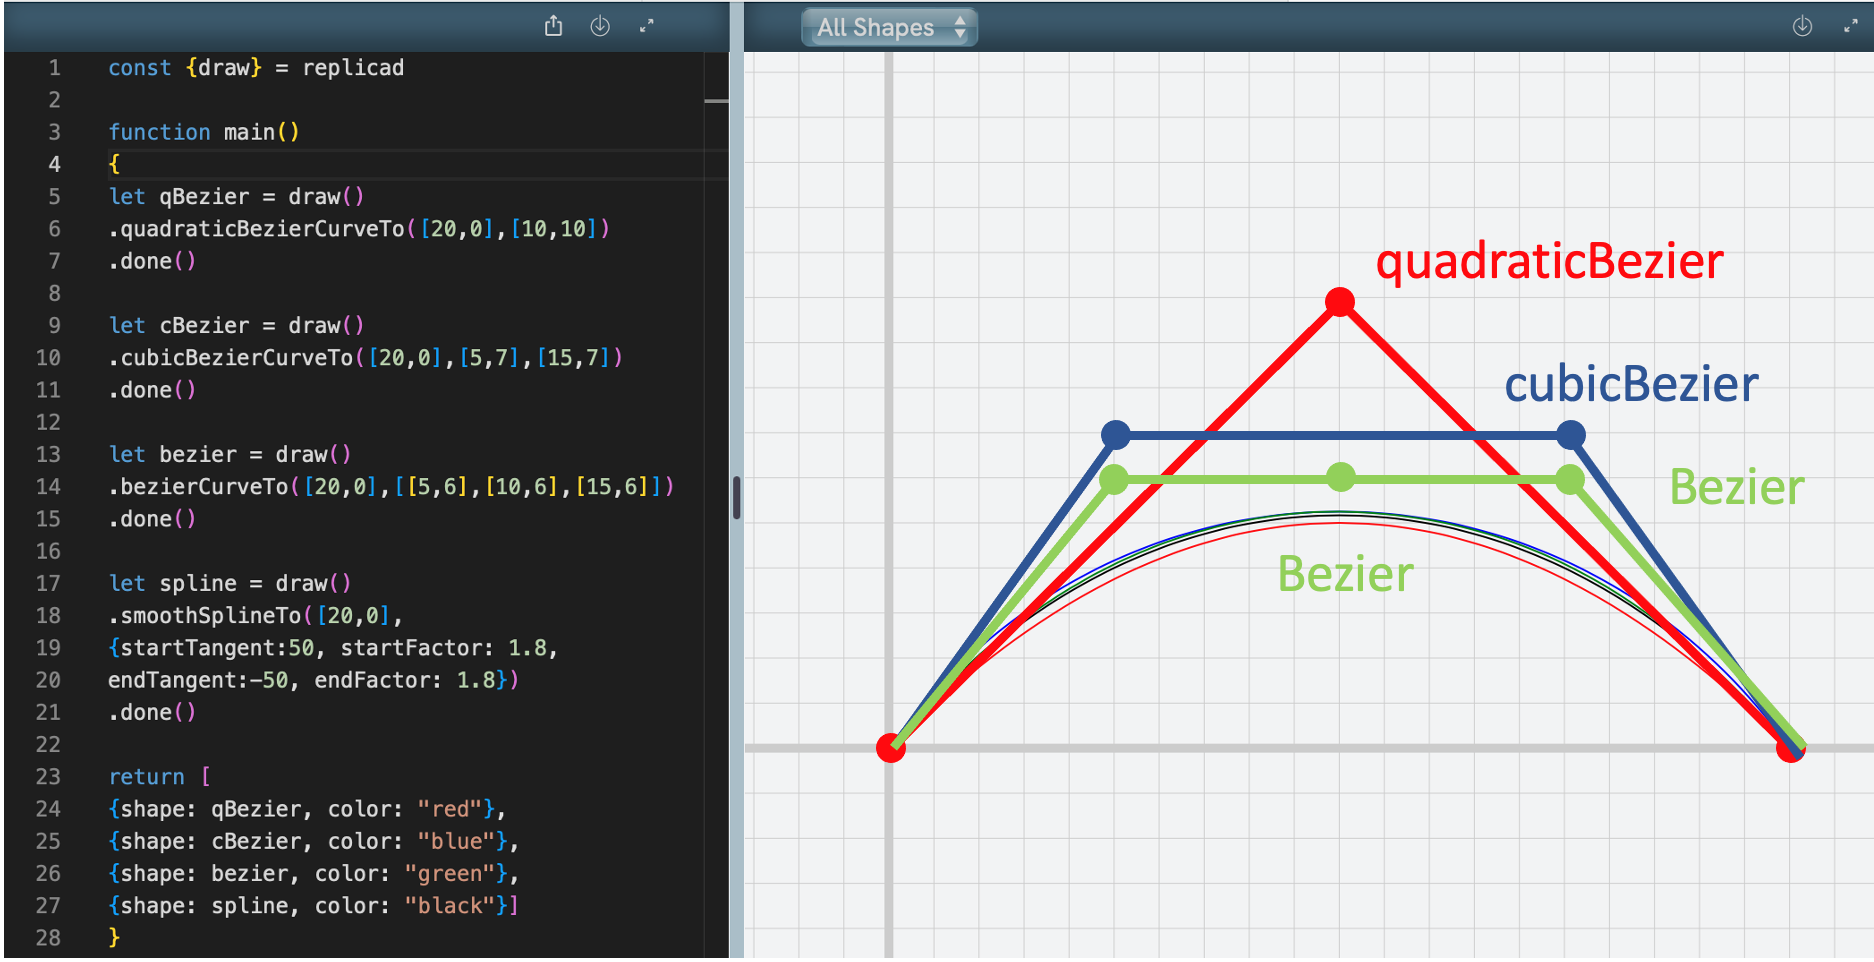 All Shapes
1 const {draw} = replicad
2
3 function main()
4 {
5 let qBezier = draw()
6 .quadraticBezierCurveTo([20,0],[10,10])
7 .done()
8
9 let cBezier = draw()
10 .cubicBezierCurveTo([20,0],[5,7],[15,7])
11 .done()
12
13 let bezier = draw()
14 .bezierCurveTo([20,0],[[5,6],[10,6],[15,6]])
15 .done()
16
17 let spline = draw()
18 .smoothSplineTo([20,0],
19 {startTangent:50, startFactor: 1.8,
20 endTangent:-50, endFactor: 1.8})
21 .done()
22
23 return [
24 {shape: qBezier, color: "red"},
25 {shape: cBezier, color: "blue"},
26 {shape: bezier, color: "green"},
27 {shape: spline, color: "black"}]
28 }
quadraticBezier
cubicBezier
Bezier
Bezier